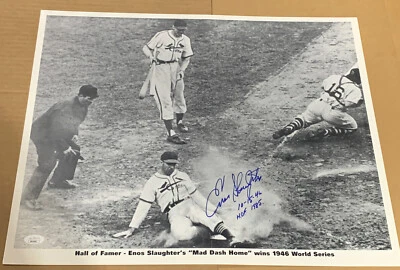 16
Enos Slaughter
10-15-46
HOF 1985
Hall of Famer - Enos Slaughter's "Mad Dash Home" wins 1946 World Series